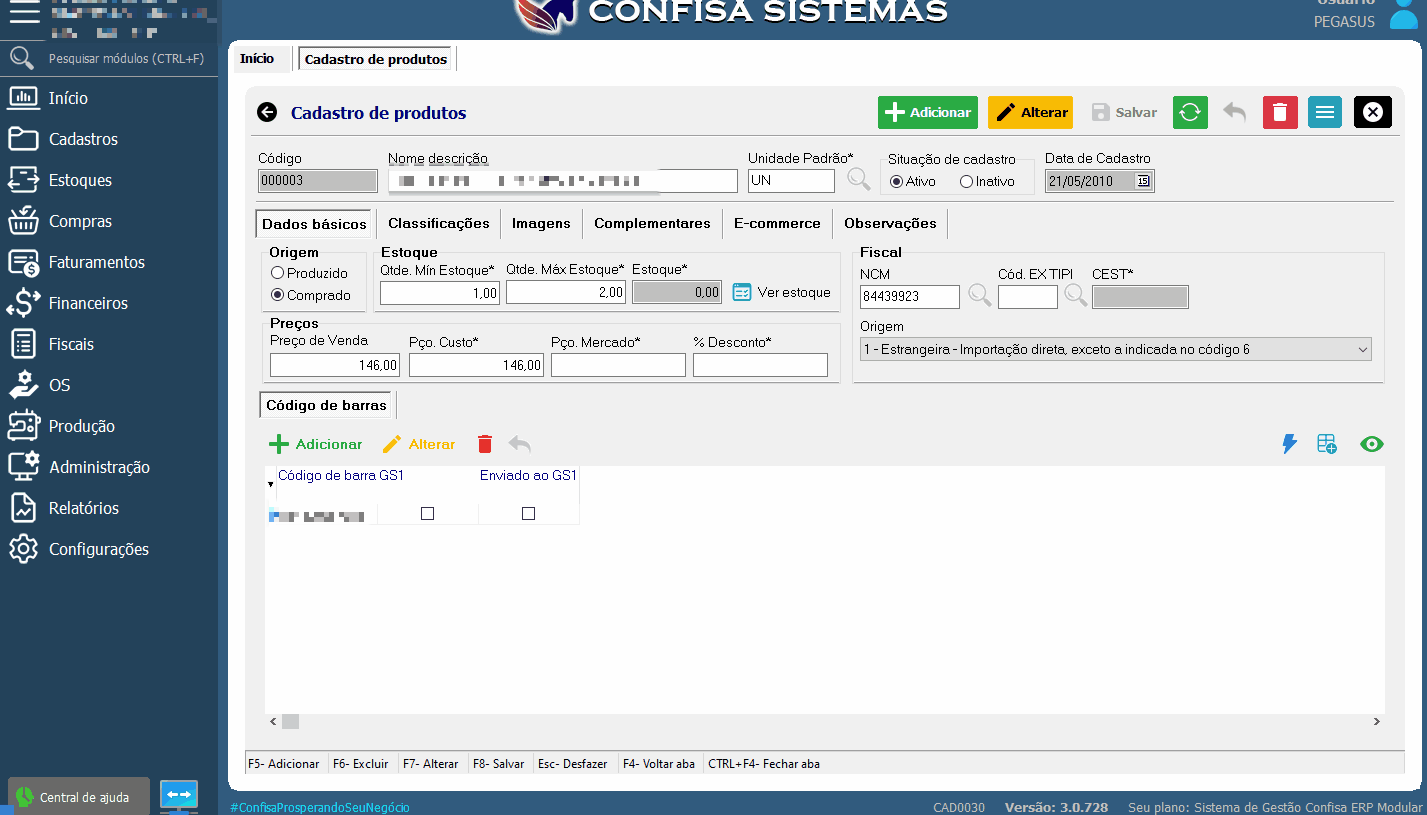 CONFISA SISTEMAS
Usuário
PEGASUS
Pesquisar módulos (CTRL+F)
Início
Cadastros
Estoques
Compras
Faturamentos
Financeiros
Fiscais
OS
Produção
Administração
Relatórios
Configurações
Central de ajuda
Início
Cadastro de produtos
Cadastro de produtos
Adicionar
Alterar
Salvar
Código
Nome descrição
Unidade Padrão*
Situação de cadastro
Data de Cadastro
000003
UN
Ativo
Inativo
21/05/2010
15
Dados básicos
Classificações
Imagens
Complementares
E-commerce
Observações
Origem
Produzido
Comprado
Estoque
Qtde. Mín Estoque*
Qtde. Máx Estoque*
Estoque*
1,00
2,00
0,00
Ver estoque
Preços
Preço de Venda
Pço. Custo*
Pço. Mercado*
% Desconto*
146,00
146,00
Fiscal
NCM
Cód. EX TIPI
CEST*
84439923
Origem
1 - Estrangeira - Importação direta, exceto a indicada no código 6
Código de barras
Adicionar
Alterar
Código de barra GS1
Enviado ao GS1
F5- Adicionar
F6- Excluir
F7- Alterar
F8- Salvar
Esc- Desfazer
F4- Voltar aba
CTRL+F4- Fechar aba
#ConfisaProsperandoSeuNegócio
CAD0030
Versão: 3.0.728
Seu plano: Sistema de Gestão Confisa ERP Modular